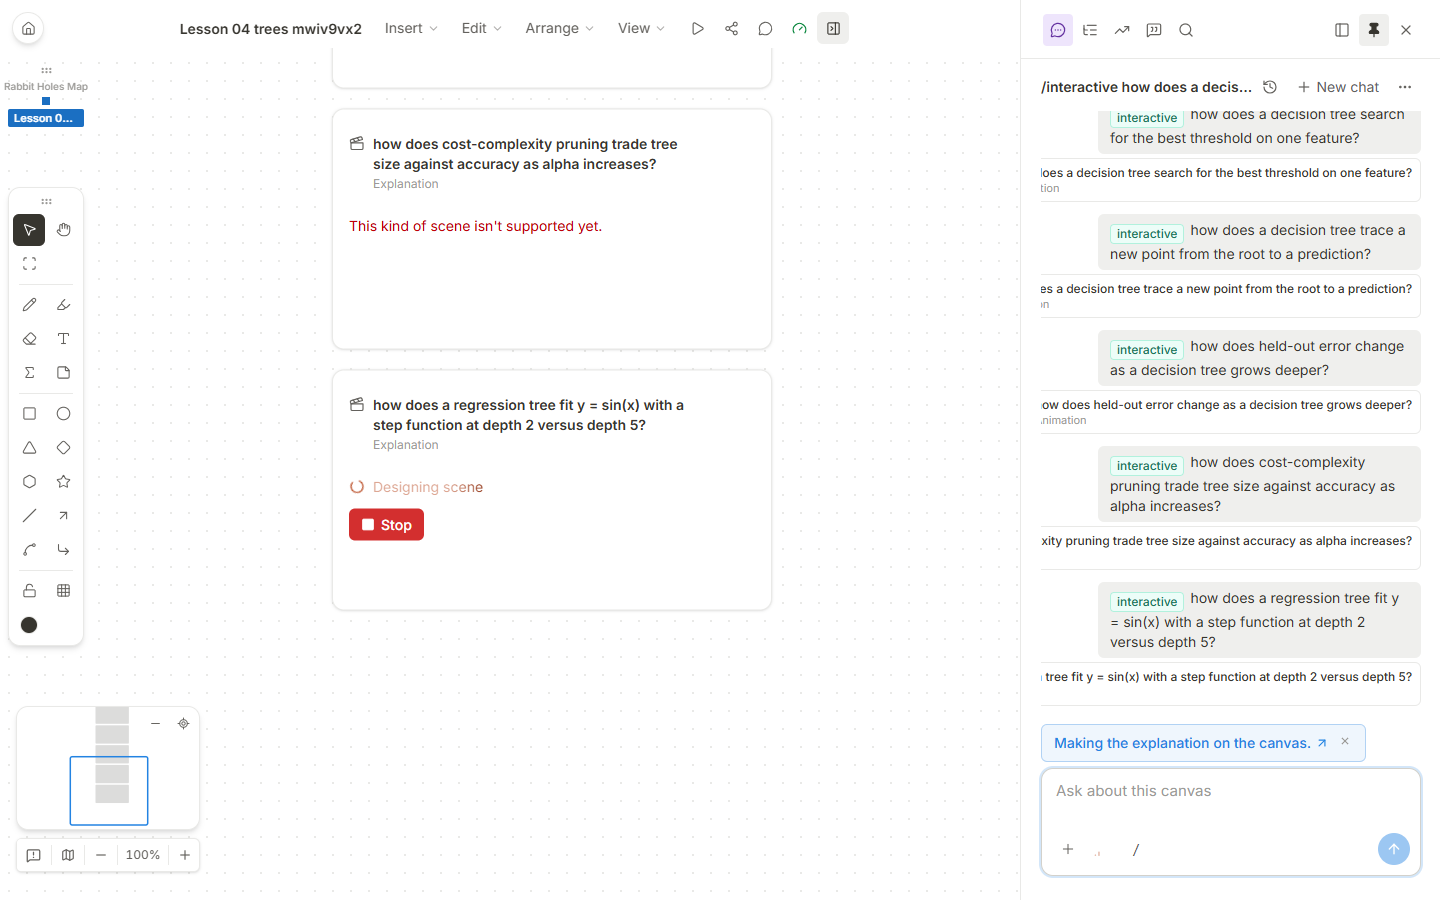 Lesson 04 trees mwiv9vx2
Insert
Edit
Arrange
View
Rabbit Holes Map
Lesson 0...
how does cost-complexity pruning trade tree
size against accuracy as alpha increases?
Explanation
This kind of scene isn't supported yet.
how does a regression tree fit y = sin(x) with a
step function at depth 2 versus depth 5?
Explanation
Designing scene
Stop
100%
/interactive how does a decis...
New chat
interactive how does a decision tree search
for the best threshold on one feature?
does a decision tree search for the best threshold on one feature?
interactive how does a decision tree trace a
new point from the root to a prediction?
a decision tree trace a new point from the root to a prediction?
interactive how does held-out error change
as a decision tree grows deeper?
how does held-out error change as a decision tree grows deeper?
interactive how does cost-complexity
pruning trade tree size against accuracy as
alpha increases?
pruning trade tree size against accuracy as alpha increases?
interactive how does a regression tree fit y
= sin(x) with a step function at depth 2
versus depth 5?
tree fit y = sin(x) with a step function at depth 2 versus depth 5?
Making the explanation on the canvas.
Ask about this canvas
/